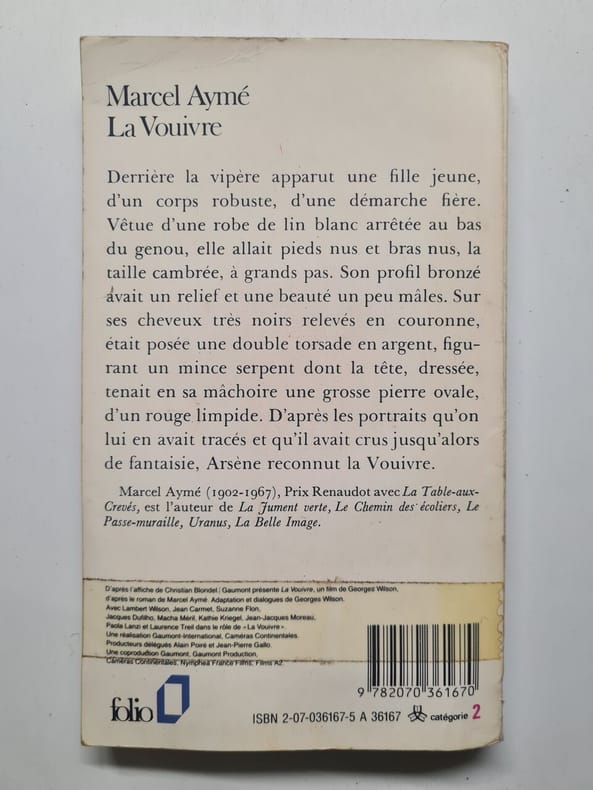 Marcel Aymé
La Vouivre
Derrière la vipère apparut une fille jeune,
d'un corps robuste, d'une démarche fière.
Vêtue d'une robe de lin blanc arrêtée au bas
du genou, elle allait pieds nus et bras nus, la
taille cambrée, à grands pas. Son profil bronzé
avait un relief et une beauté un peu mâles. Sur
ses cheveux très noirs relevés en couronne,
était posée une double torsade en argent, figu-
rant un mince serpent dont la tête, dressée,
tenait en sa mâchoire une grosse pierre ovale,
d'un rouge limpide. D'après les portraits qu'on
lui en avait tracés et qu'il avait crus jusqu'alors
de fantaisie, Arsène reconnut la Vouivre.
Marcel Aymé (1902-1967), Prix Renaudot avec La Table-aux-
Crevés, est l'auteur de La Jument verte, Le Chemin des écoliers, Le
Passe-muraille, Uranus, La Belle Image.
D'après l'affiche de Christian Blondel / Gaumont présente La Vouivre, un film de Georges Wilson,
d'après le roman de Marcel Aymé. Adaptation et dialogues de Georges Wilson.
Avec Lambert Wilson, Jean Carmet, Suzanne Flon,
Jacques Dufilho, Macha Méril, Kathie Kriegel, Jean-Jacques Moreau,
Paola Lanzi et Laurence Treil dans le rôle de «La Vouivre».
Une réalisation Gaumont-International, Caméras Continentales.
Producteurs délégués Alain Poiré et Jean-Pierre Gallo.
Une coproduction Gaumont, Gaumont Production,
Caméras Continentales, Nymphea France Films, Films A2.
9 782070 361670
folio
ISBN 2-07-036167-5 A 36167 catégorie 2